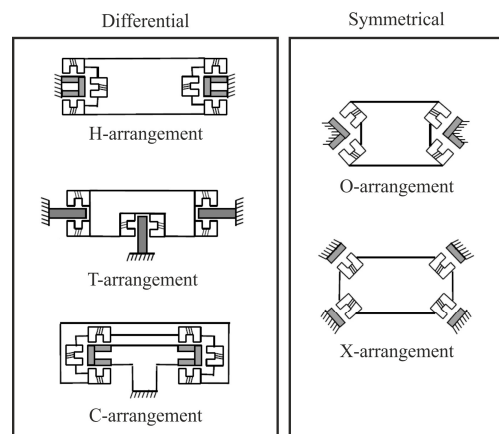 Differential
Symmetrical
H-arrangement
T-arrangement
C-arrangement
O-arrangement
X-arrangement